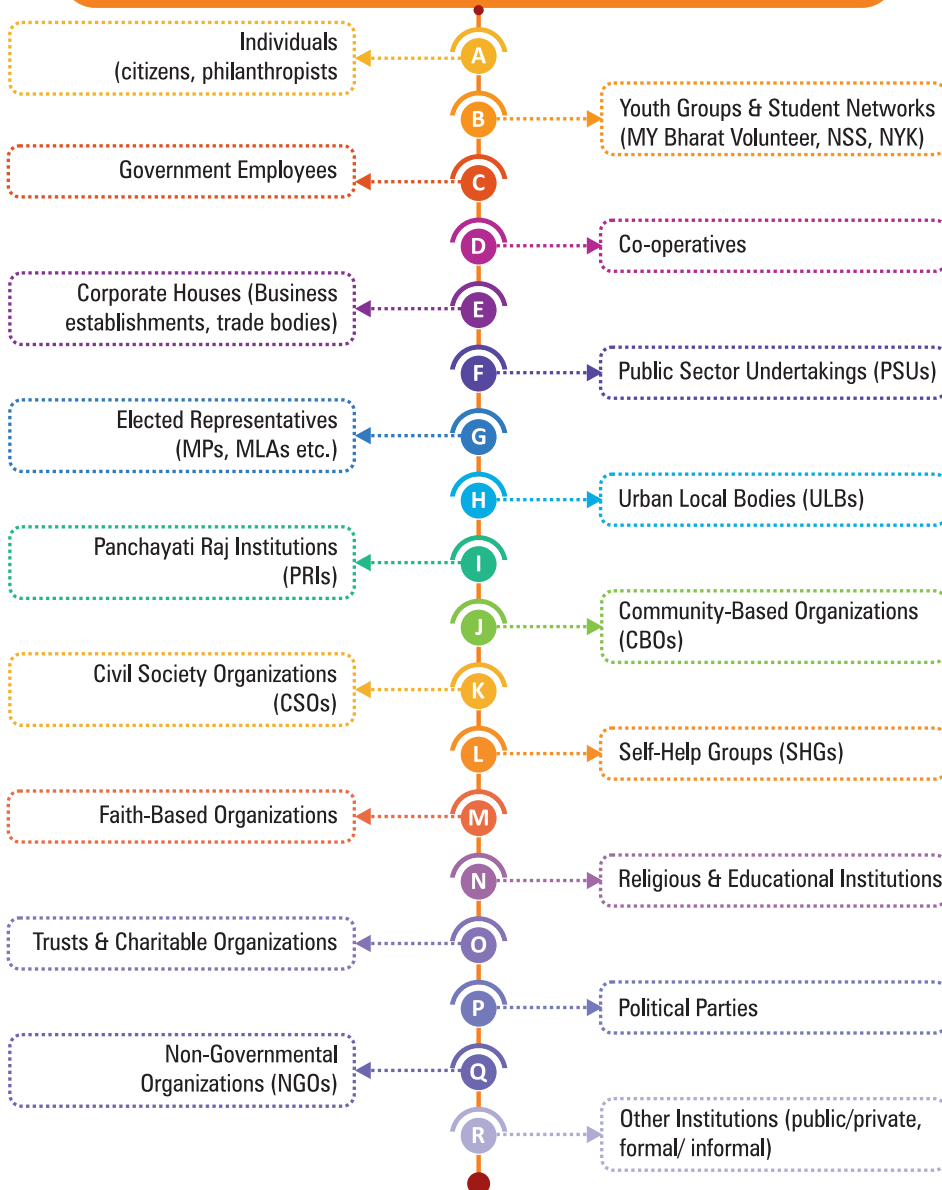 A
Individuals
(citizens, philanthropists
B
Youth Groups & Student Networks
(MY Bharat Volunteer, NSS, NYK)
C
Government Employees
D
Co-operatives
E
Corporate Houses (Business
establishments, trade bodies)
F
Public Sector Undertakings (PSUs)
G
Elected Representatives
(MPs, MLAs etc.)
H
Urban Local Bodies (ULBs)
I
Panchayati Raj Institutions
(PRIs)
J
Community-Based Organizations
(CBOs)
K
Civil Society Organizations
(CSOs)
L
Self-Help Groups (SHGs)
M
Faith-Based Organizations
N
Religious & Educational Institutions
O
Trusts & Charitable Organizations
P
Political Parties
Q
Non-Governmental
Organizations (NGOs)
R
Other Institutions (public/private,
formal/ informal)